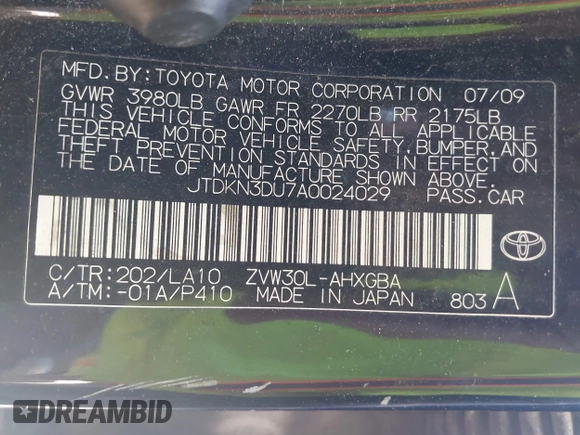 MFD. BY: TOYOTA MOTOR CORPORATION 07/09
GVWR 3980LB GAWR FR 2270LB RR 2175LB
THIS VEHICLE CONFORMS TO ALL APPLICABLE
FEDERAL MOTOR VEHICLE SAFETY, BUMPER, AND
THEFT PREVENTION STANDARDS IN EFFECT ON
THE DATE OF MANUFACTURE SHOWN ABOVE.
JTDKN3DU7A0024029 PASS. CAR
C/TR: 202/LA10 ZVW30L-AHXGBA
A/TM: -01A/P410 MADE IN JAPAN 803 A
TOYOTA
DREAMBID